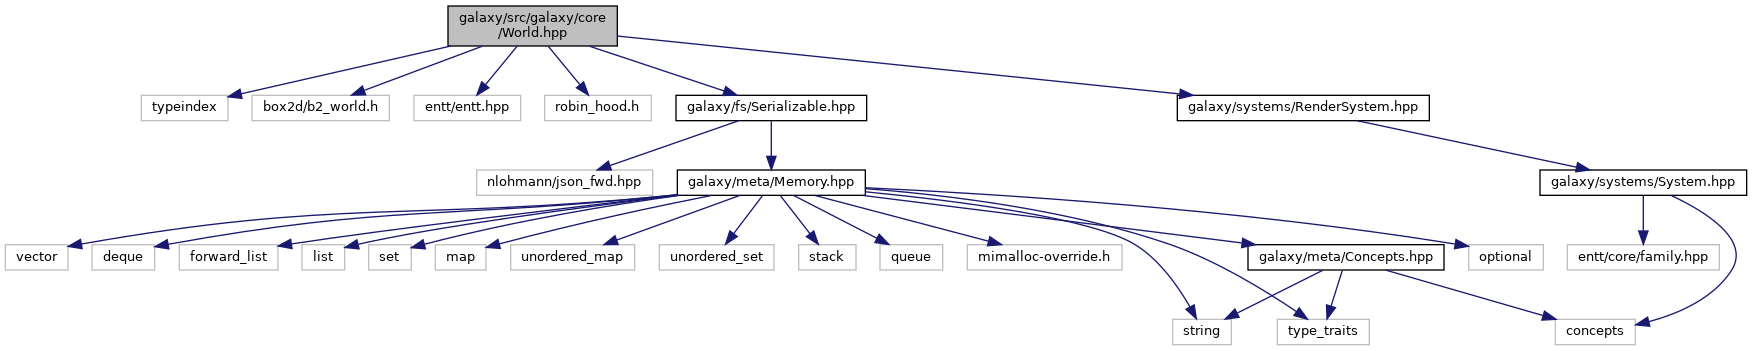 galaxy/src/galaxy/core
/World.hpp
typeindex
box2d/b2_world.h
entt/entt.hpp
robin_hood.h
galaxy/fs/Serializable.hpp
galaxy/systems/RenderSystem.hpp
nlohmann/json_fwd.hpp
galaxy/meta/Memory.hpp
galaxy/systems/System.hpp
vector
deque
forward_list
list
set
map
unordered_map
unordered_set
stack
queue
mimalloc-override.h
galaxy/meta/Concepts.hpp
optional
entt/core/family.hpp
string
type_traits
concepts